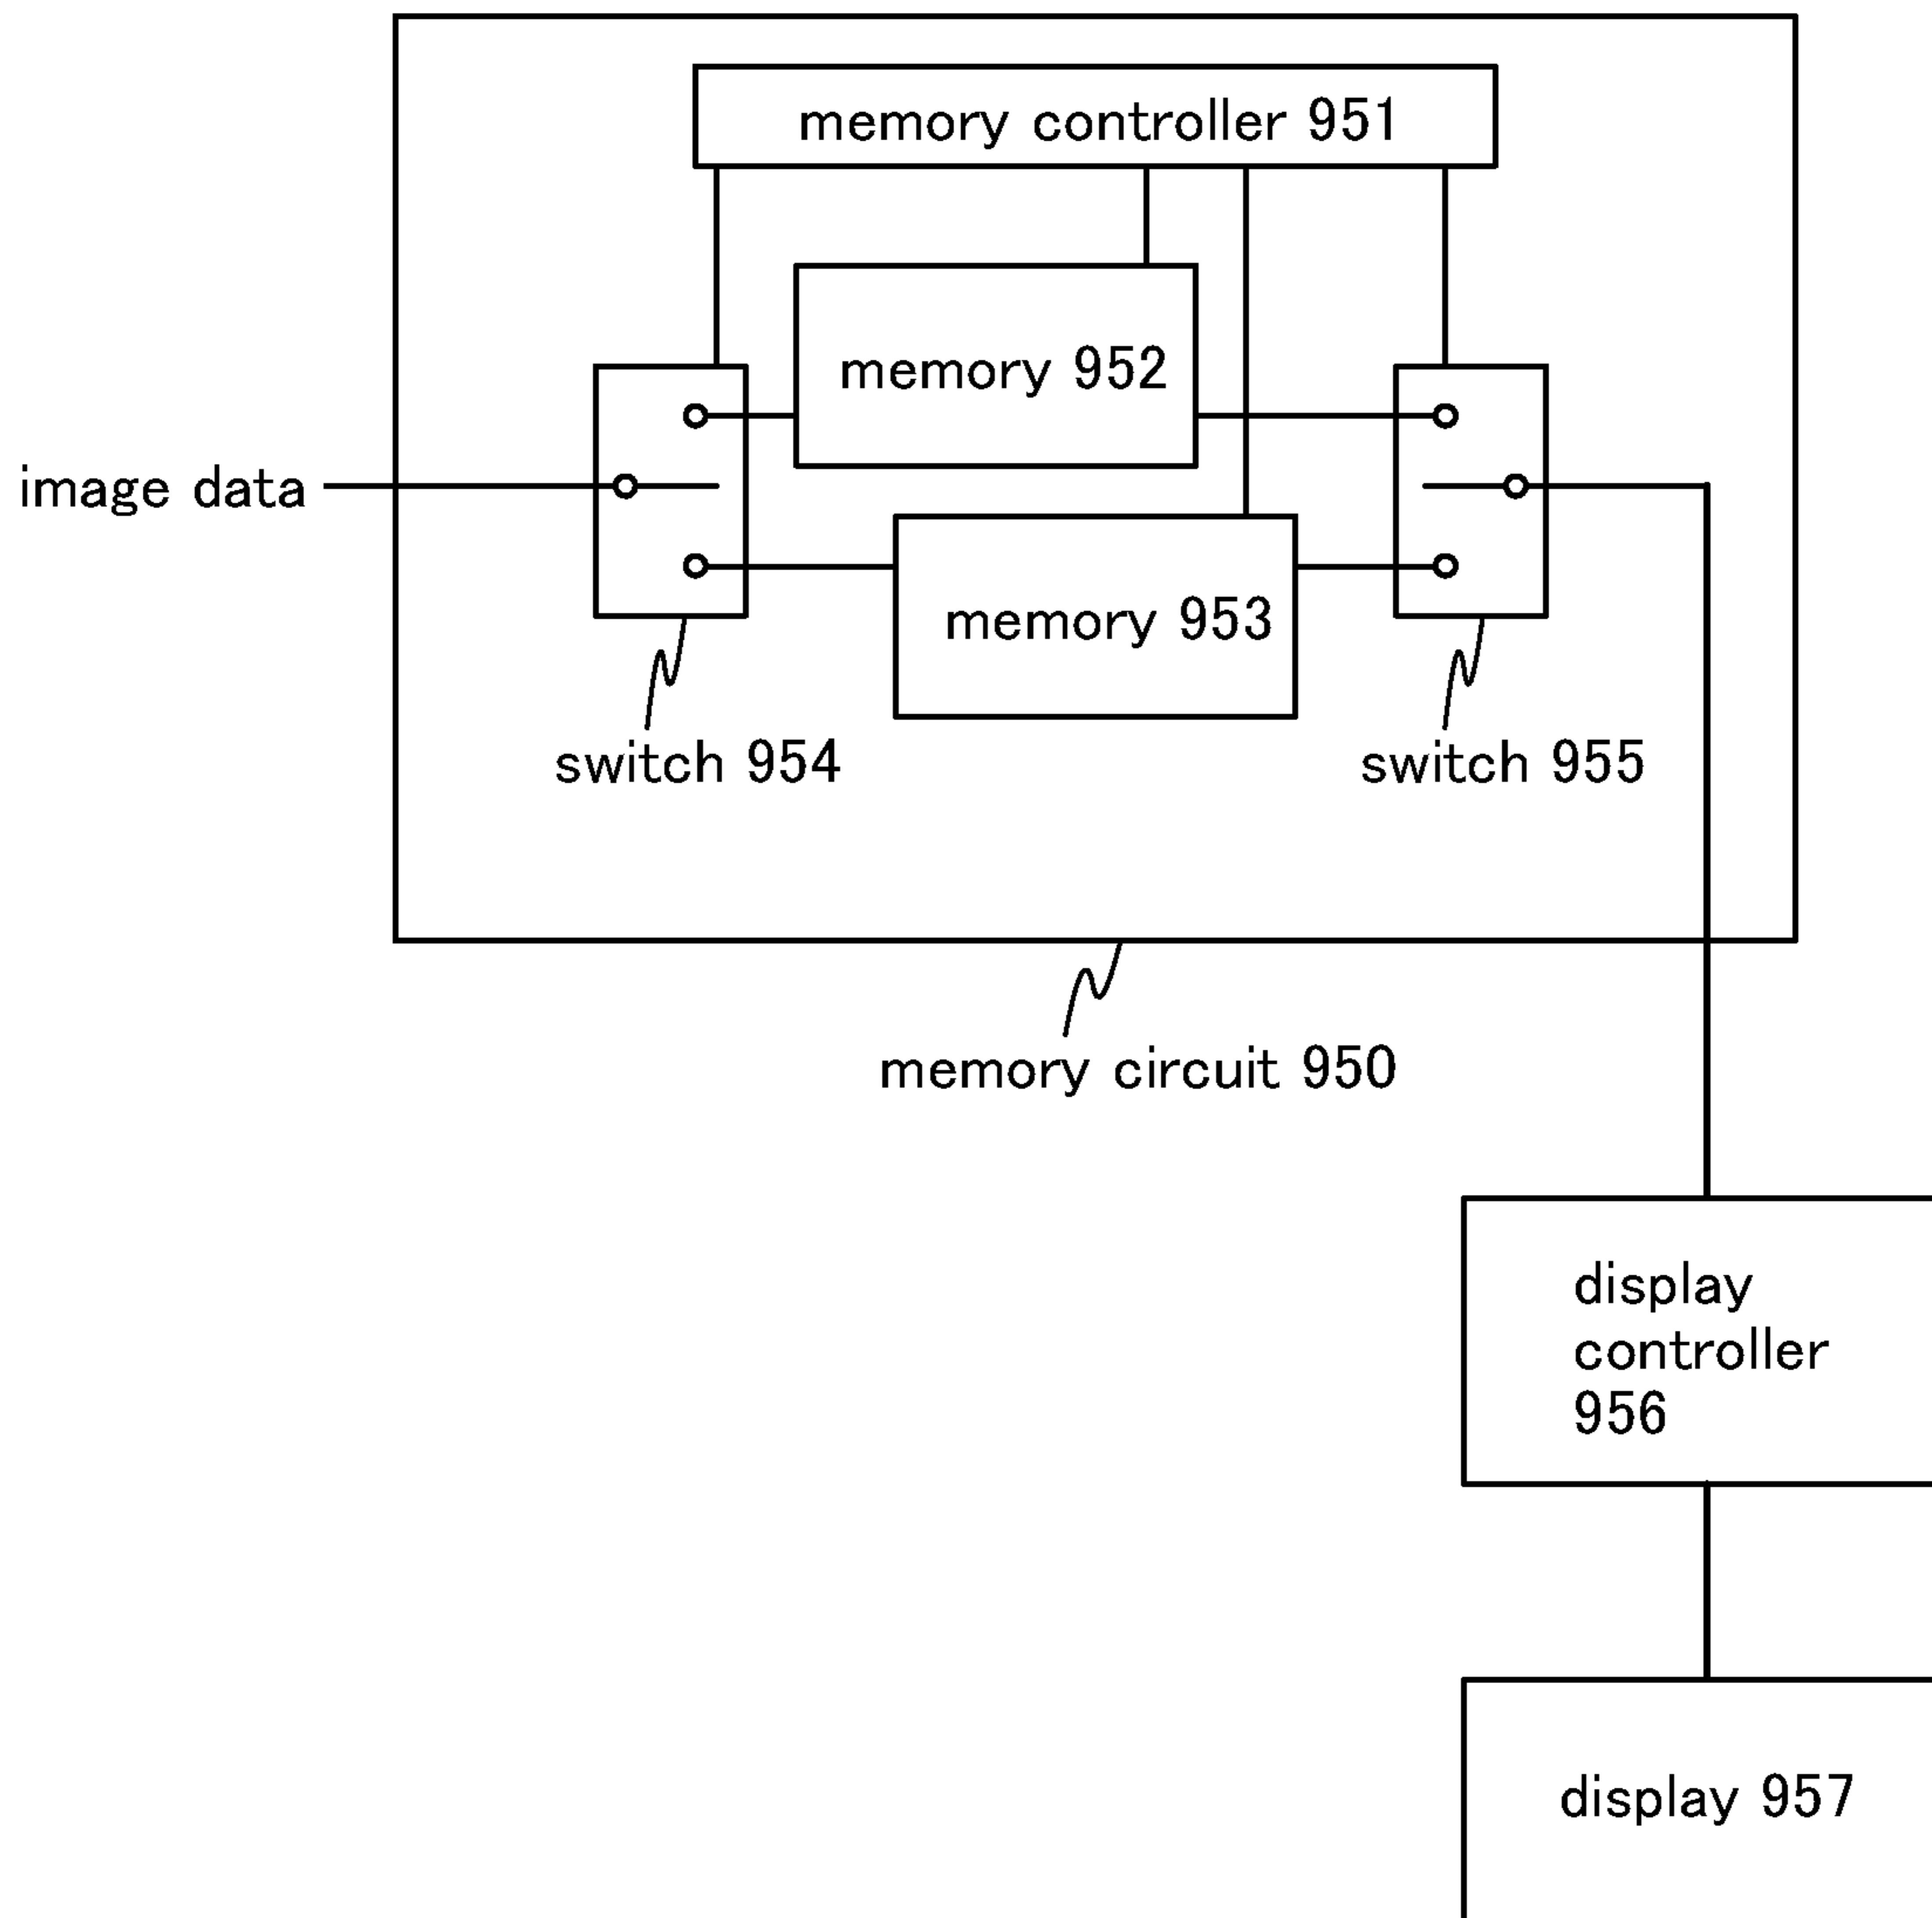 memory controller 951
memory 952
image data
memory 953
switch 954
switch 955
memory circuit 950
display
controller
956
display 957